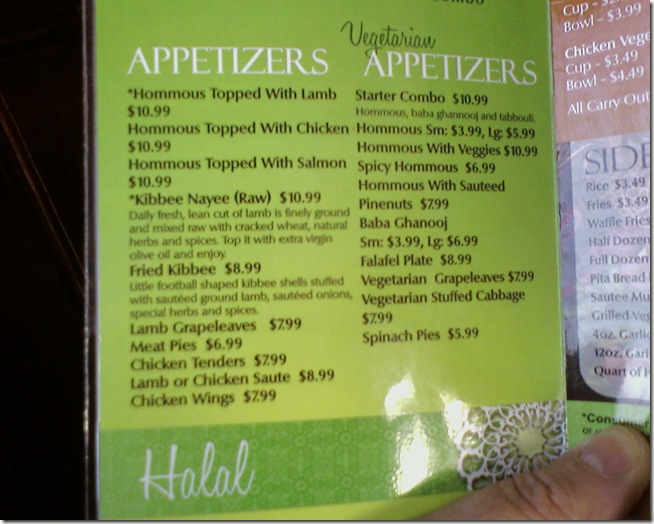 APPETIZERS
*Hommous Topped With Lamb
$10.99
Hommous Topped With Chicken
$10.99
Hommous Topped With Salmon
$10.99
*Kibbee Nayee (Raw) $10.99
Daily fresh, lean cut of lamb is finely ground
and mixed raw with cracked wheat, natural
herbs and spices. Top it with extra virgin
olive oil and enjoy.
Fried Kibbee $8.99
Little football shaped kibbee shells stuffed
with sautéed ground lamb, sautéed onions,
special herbs and spices.
Lamb Grapeleaves $7.99
Meat Pies $6.99
Chicken Tenders $7.99
Lamb or Chicken Saute $8.99
Chicken Wings $7.99
Halal
Vegetarian
APPETIZERS
Starter Combo $10.99
Hommous, baba ghannooj and tabbouli.
Hommous Sm: $3.99, Lg: $5.99
Hommous With Veggies $10.99
Spicy Hommous $6.99
Hommous With Sauteed
Pinenuts $7.99
Baba Ghanooj
Sm: $3.99, Lg: $6.99
Falafel Plate $8.99
Vegetarian Grapeleaves $7.99
Vegetarian Stuffed Cabbage
$7.99
Spinach Pies $5.99
Cup -
Bowl - $3.99
Chicken Vege
Cup - $3.49
Bowl - $4.49
All Carry Out
SIDE
Rice $3.49
Fries $3.49
Waffle Fries
Half Dozen
Full Dozen
Pita Bread
Sautee Mu
Grilled Veg
4oz. Garlic
12oz. Garli
Quart of H
*Consumer
or